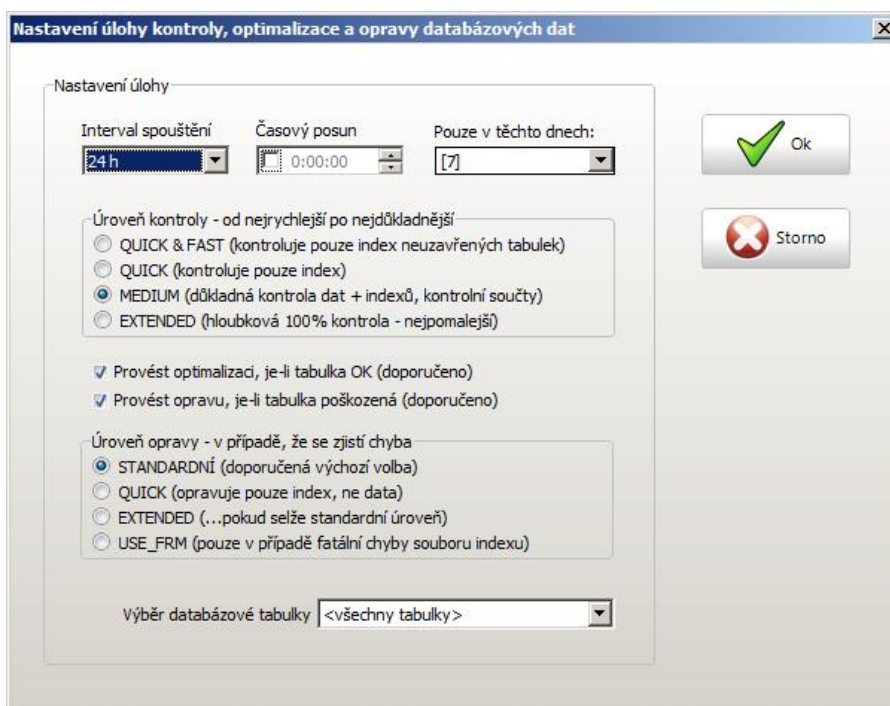 Nastavení úlohy kontroly, optimalizace a opravy databázových dat
Nastavení úlohy
Interval spouštění Časový posun Pouze v těchto dnech:
24 h 0:00:00 [7]
Ok
Úroveň kontroly - od nejrychlejší po nejdůkladnější
QUICK & FAST (kontroluje pouze index neuzavřených tabulek)
Storno
QUICK (kontroluje pouze index)
MEDIUM (důkladná kontrola dat + indexů, kontrolní součty)
EXTENDED (hloubková 100% kontrola - nejpomalejší)
Provést optimalizaci, je-li tabulka OK (doporučeno)
Provést opravu, je-li tabulka poškozená (doporučeno)
Úroveň opravy - v případě, že se zjistí chyba
STANDARDNÍ (doporučená výchozí volba)
QUICK (opravuje pouze index, ne data)
EXTENDED (...pokud selže standardní úroveň)
USE_FRM (pouze v případě fatální chyby souboru indexu)
Výběr databázové tabulky <všechny tabulky>